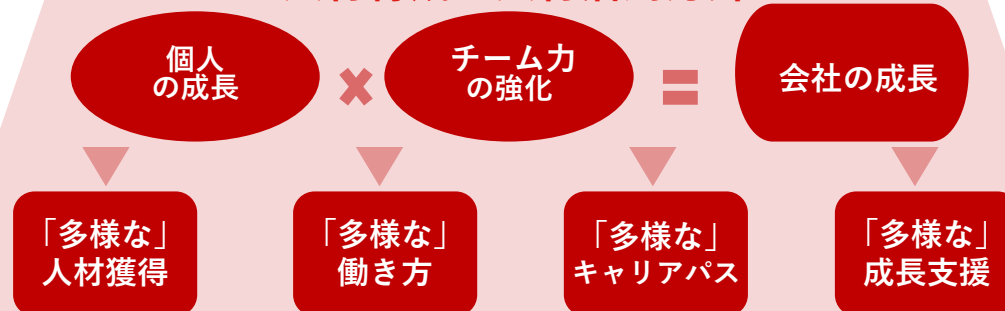 個人
の成長
×
チーム力
の強化
=
会社の成長
「多様な」
人材獲得
「多様な」
働き方
「多様な」
キャリアパス
「多様な」
成長支援